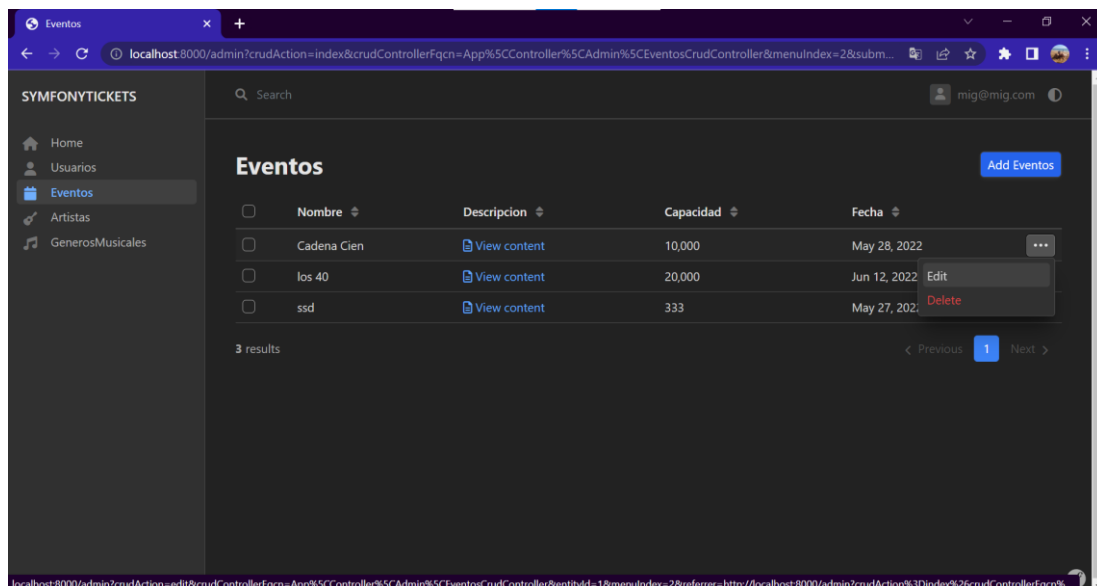 Eventos
localhost:8000/admin?crudAction=index&crudControllerFqcn=App%5CController%5CAdmin%5CEventosCrudController&menuIndex=2&subm...
SYMFONYTICKETS
Search
mig@mig.com
Home
Usuarios
Eventos
Artistas
GenerosMusicales
Eventos
Add Eventos
Nombre Descripcion Capacidad Fecha
Cadena Cien View content 10,000 May 28, 2022
los 40 View content 20,000 Jun 12, 2022
Edit
ssd View content 333 May 27, 202
Delete
3 results
Previous 1 Next
localhost:8000/admin?crudAction=edit&crudControllerFqcn=App%5CController%5CAdmin%5CEventosCrudController&entityId=1&menuIndex=2&referrer=http://localhost:8000/admin?crudAction%3Dindex%26crudControllerFqcn%